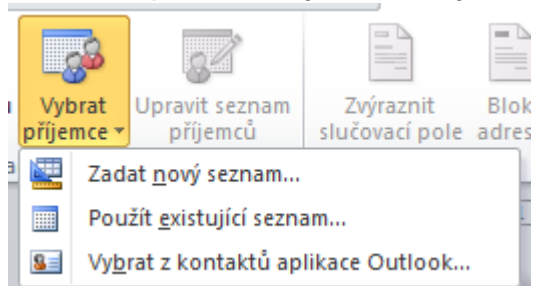 Vybrat příjemce
Upravit seznam příjemců
Zvýraznit slučovací pole
Zadat nový seznam...
Použít existující seznam...
Vybrat z kontaktů aplikace Outlook...